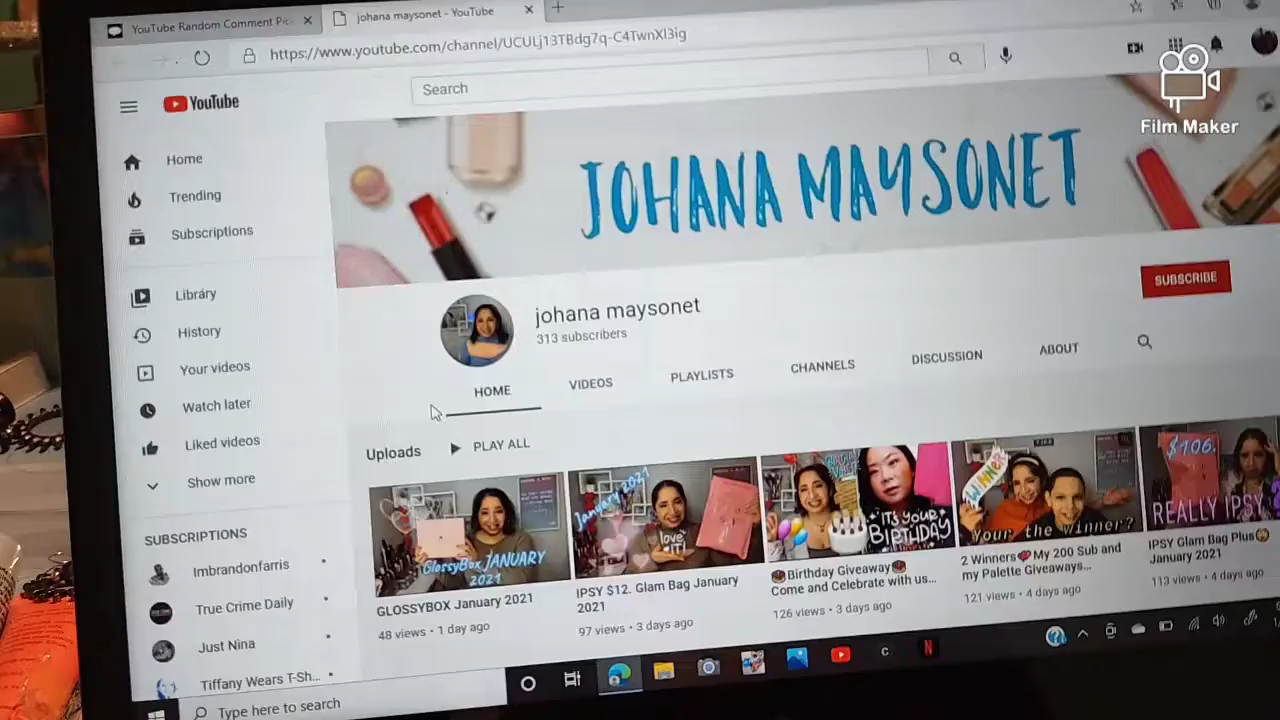 YouTube Random Comment Pic
johana maysonet - YouTube
https://www.youtube.com/channel/UCULj13TBdg7q-C4TwnXl3ig
YouTube
Search
Film Maker
JOHANA MAYSONET
Home
Trending
Subscriptions
Library
History
Your videos
Watch later
Liked videos
Show more
SUBSCRIPTIONS
Imbrandonfarris
True Crime Daily
Just Nina
Tiffany Wears T-Sh...
johana maysonet
313 subscribers
SUBSCRIBE
HOME
VIDEOS
PLAYLISTS
CHANNELS
DISCUSSION
ABOUT
Uploads
PLAY ALL
GlossyBox JANUARY
2021
GLOSSYBOX January 2021
48 views • 1 day ago
January 2021
love
IT!
IPSY $12. Glam Bag January
2021
97 views • 3 days ago
IT'S YOUR
BIRTHDAY
🍩Birthday Giveaway🍩
Come and Celebrate with us...
126 views • 3 days ago
WINNER
Your the winner?
2 Winners💕My 200 Sub and
my Palette Giveaways...
121 views • 4 days ago
$106.
REALLY IPSY
IPSY Glam Bag Plus
January 2021
113 views • 4 days ago
Type here to search